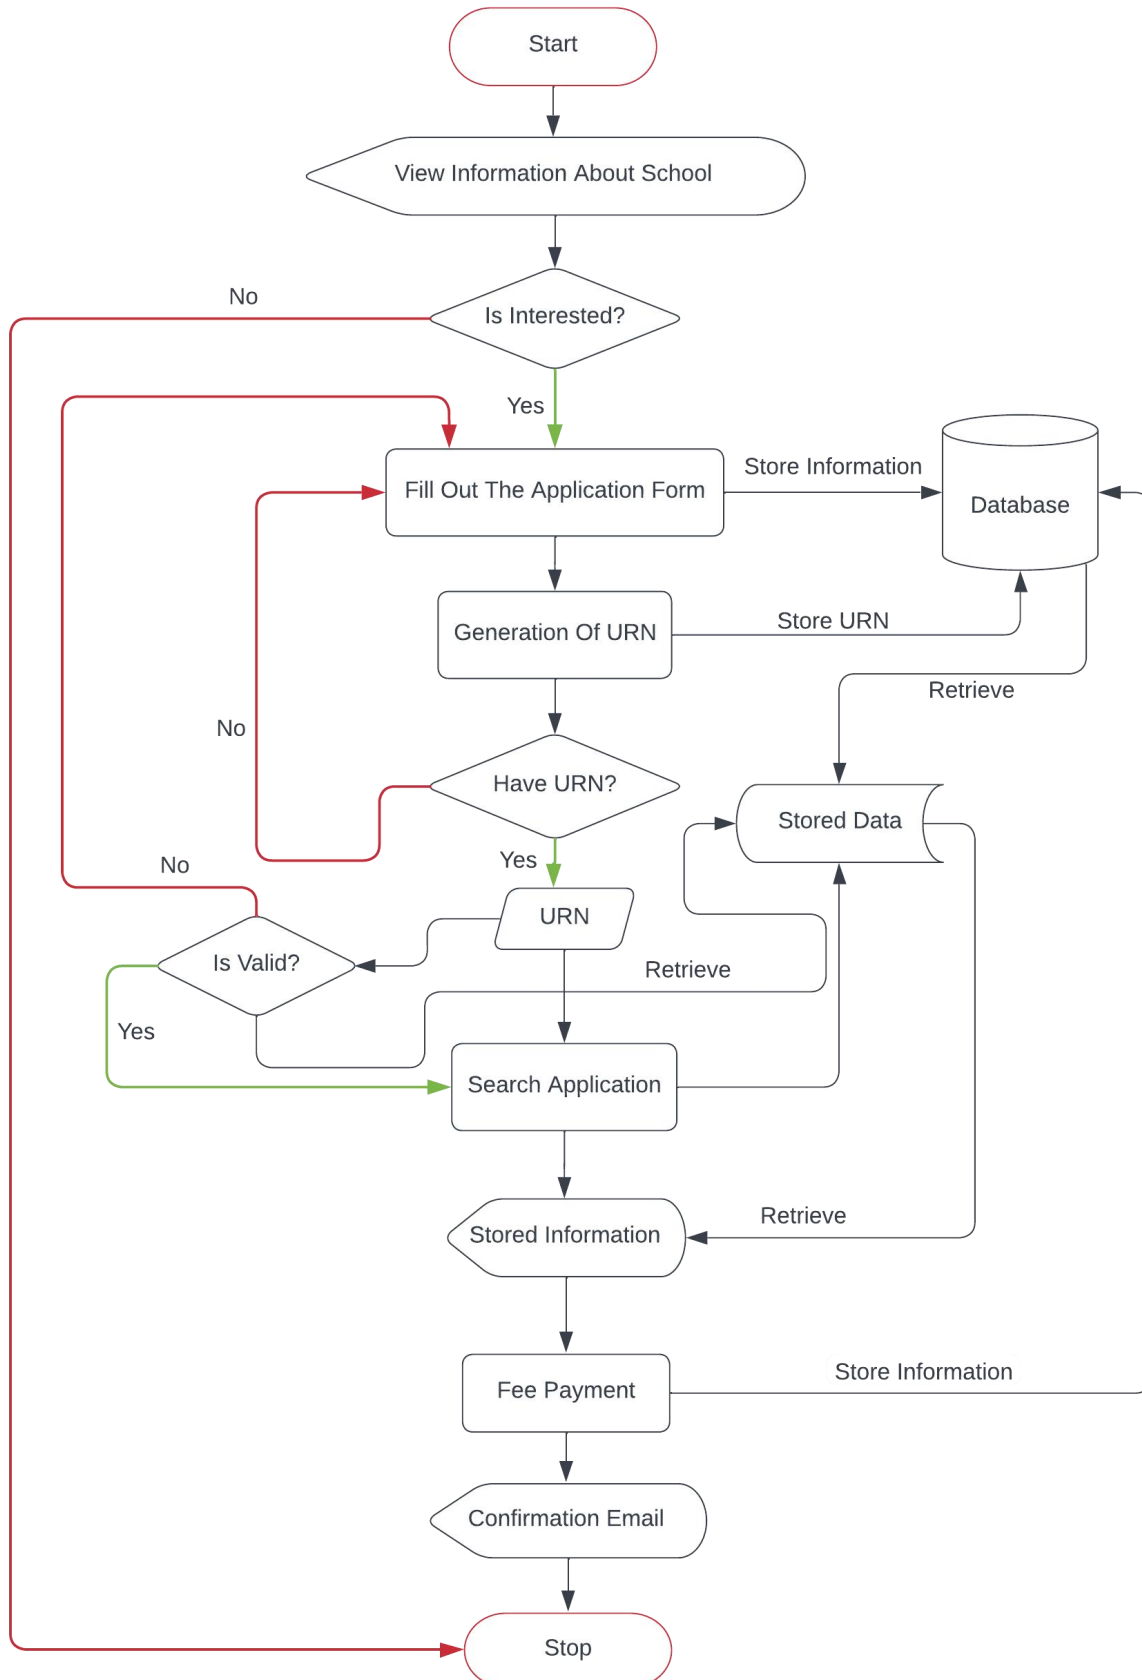 Start
View Information About School
No
Is Interested?
Yes
Store Information
Fill Out The Application Form
Database
Store URN
Generation Of URN
Retrieve
No
Have URN?
Stored Data
Yes
No
URN
Is Valid?
Retrieve
Yes
Search Application
Retrieve
Stored Information
Store Information
Fee Payment
Confirmation Email
Stop